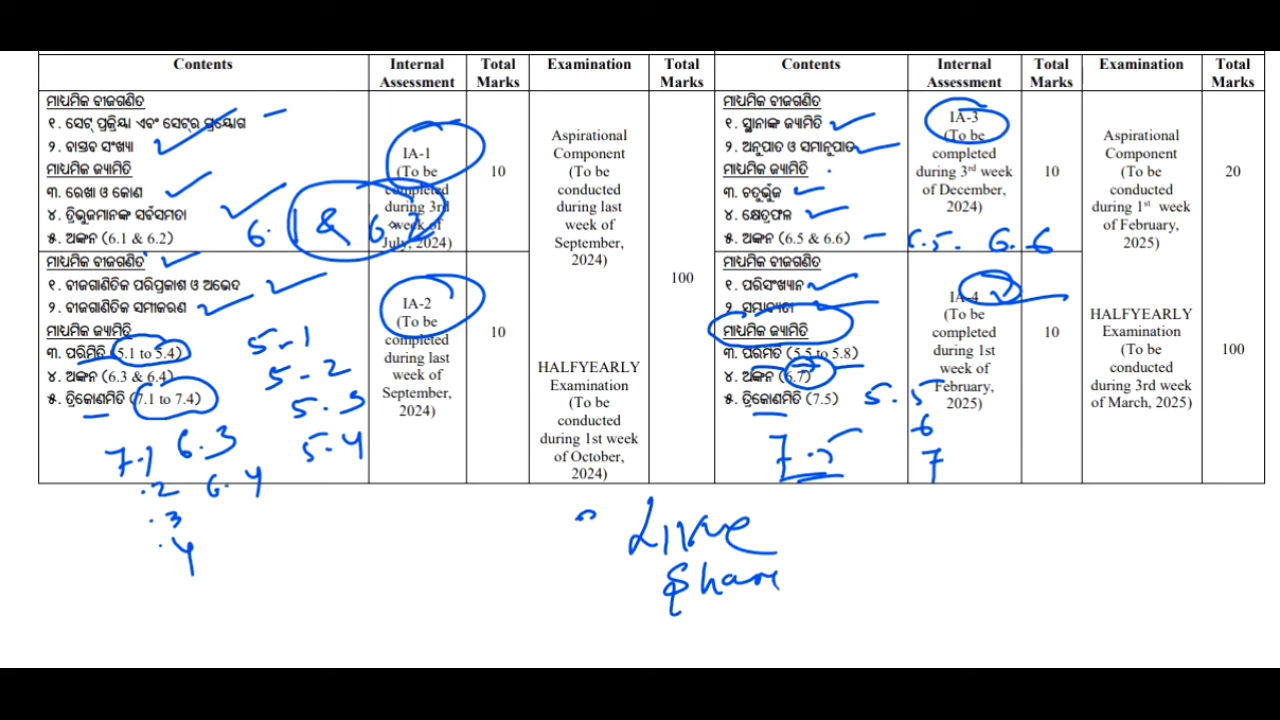 Contents
Internal
Assessment
Total
Marks
Examination
Total
Marks
Contents
Internal
Assessment
Total
Marks
Examination
Total
Marks
ମାଧ୍ୟମିକ ବୀଜଗଣିତ
୧. ସେଟ୍ ପ୍ରକ୍ରିୟା ଏବଂ ସେଟ୍‌ର ପ୍ରୟୋଗ
୨. ବାସ୍ତବ ସଂଖ୍ୟା
ମାଧ୍ୟମିକ ଜ୍ୟାମିତି
୩. ରେଖା ଓ କୋଣ
୪. ତ୍ରିଭୁଜମାନଙ୍କ ସର୍ବସମତା
୫. ଅଙ୍କନ (6.1 & 6.2)
6.1 & 6.2
IA-1
(To be
completed
during 3rd
week of
July, 2024)
10
Aspirational
Component
(To be
conducted
during last
week of
September,
2024)
100
ମାଧ୍ୟମିକ ବୀଜଗଣିତ
୧. ବୀଜଗାଣିତିକ ପରିପ୍ରକାଶ ଓ ଅଭେଦ
୨. ବୀଜଗାଣିତିକ ସମୀକରଣ
ମାଧ୍ୟମିକ ଜ୍ୟାମିତି
୩. ପରିମିତି (5.1 to 5.4)
୪. ଅଙ୍କନ (6.3 & 6.4)
୫. ତ୍ରିକୋଣମିତି (7.1 to 7.4)
5-1
5-2
5.3
5.4
7.1
.2
.3
.4
6.3
6.4
IA-2
(To be
completed
during last
week of
September,
2024)
10
HALFYEARLY
Examination
(To be
conducted
during 1st week
of October,
2024)
ମାଧ୍ୟମିକ ବୀଜଗଣିତ
୧. ସ୍ଥାନାଙ୍କ ଜ୍ୟାମିତି
୨. ଅନୁପାତ ଓ ସମାନୁପାତ
ମାଧ୍ୟମିକ ଜ୍ୟାମିତି
୩. ଚତୁର୍ଭୁଜ
୪. କ୍ଷେତ୍ରଫଳ
୫. ଅଙ୍କନ (6.5 & 6.6)
6.5. 6.6
IA-3
(To be
completed
during 3rd week
of December,
2024)
10
Aspirational
Component
(To be
conducted
during 1st week
of February,
2025)
20
ମାଧ୍ୟମିକ ବୀଜଗଣିତ
୧. ପରିସଂଖ୍ୟାନ
୨. ସମ୍ଭାବ୍ୟତା
ମାଧ୍ୟମିକ ଜ୍ୟାମିତି
୩. ପରିମିତି (5.5 to 5.8)
୪. ଅଙ୍କନ (6.7)
୫. ତ୍ରିକୋଣମିତି (7.5)
5.5
6
7
7.5
IA-4
(To be
completed
during 1st
week of
February,
2025)
10
HALFYEARLY
Examination
(To be
conducted
during 3rd week
of March, 2025)
100
Like
Share